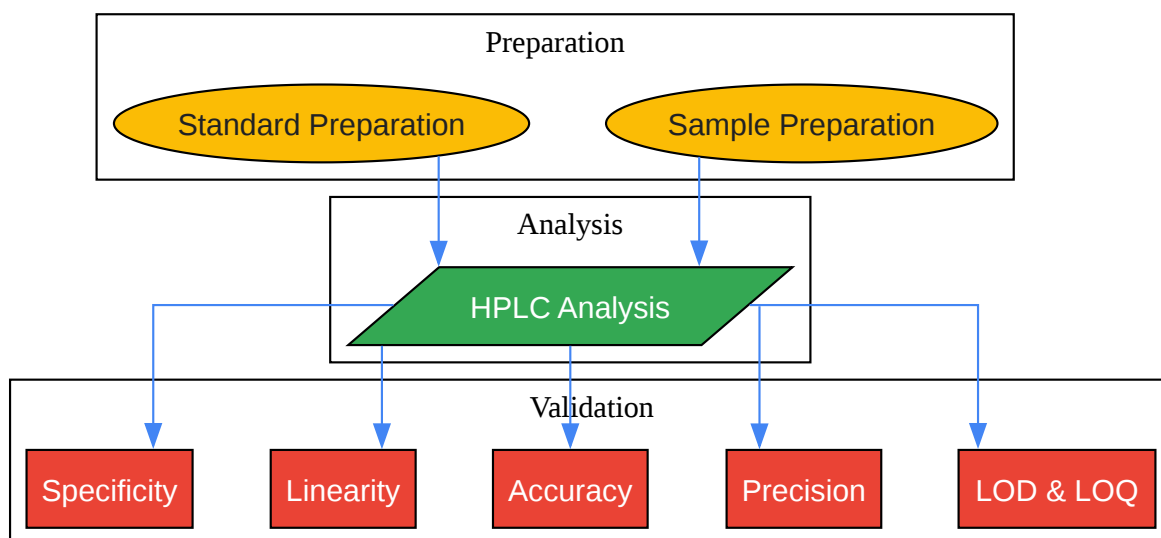 Preparation
Standard Preparation
Sample Preparation
Analysis
HPLC Analysis
Validation
Specificity
Linearity
Accuracy
Precision
LOD & LOQ